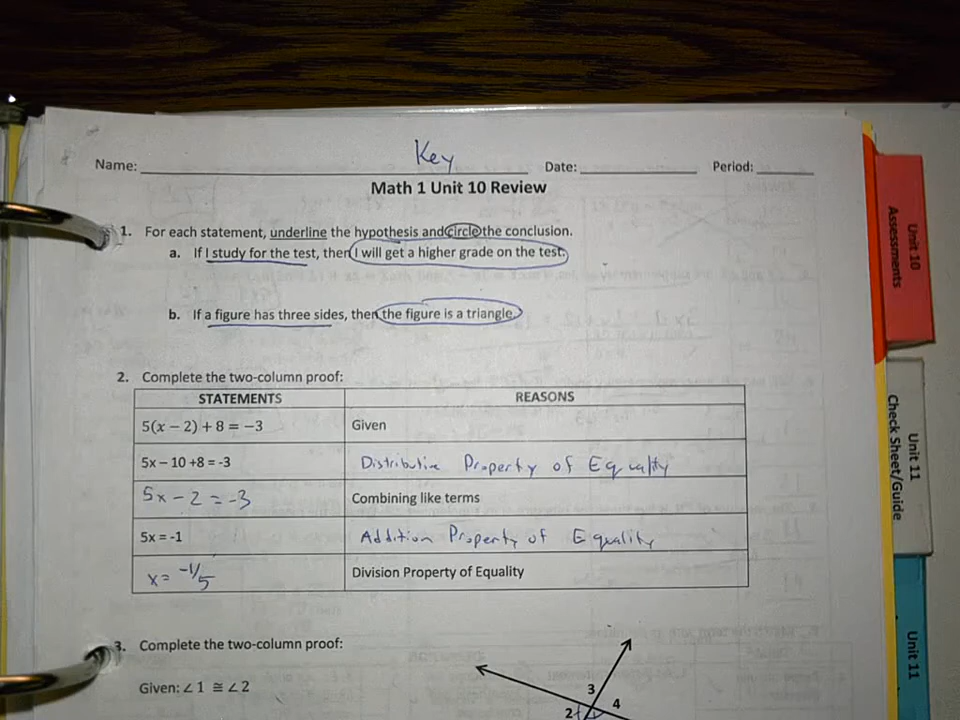 Name: Key Date: Period:
Math 1 Unit 10 Review
1. For each statement, underline the hypothesis and circle the conclusion.
a. If I study for the test, then I will get a higher grade on the test.
b. If a figure has three sides, then the figure is a triangle.
2. Complete the two-column proof:
STATEMENTS REASONS
5(x − 2) + 8 = −3 Given
5x – 10 +8 = -3 Distributive Property of Equality
5x - 2 = -3 Combining like terms
5x = -1 Addition Property of Equality
x = -1/5 Division Property of Equality
3. Complete the two-column proof:
Given: ∠1 ≅ ∠2
3
4
2 1
Unit 10
Assessments
Unit 11
Check Sheet/Guide
Unit 11